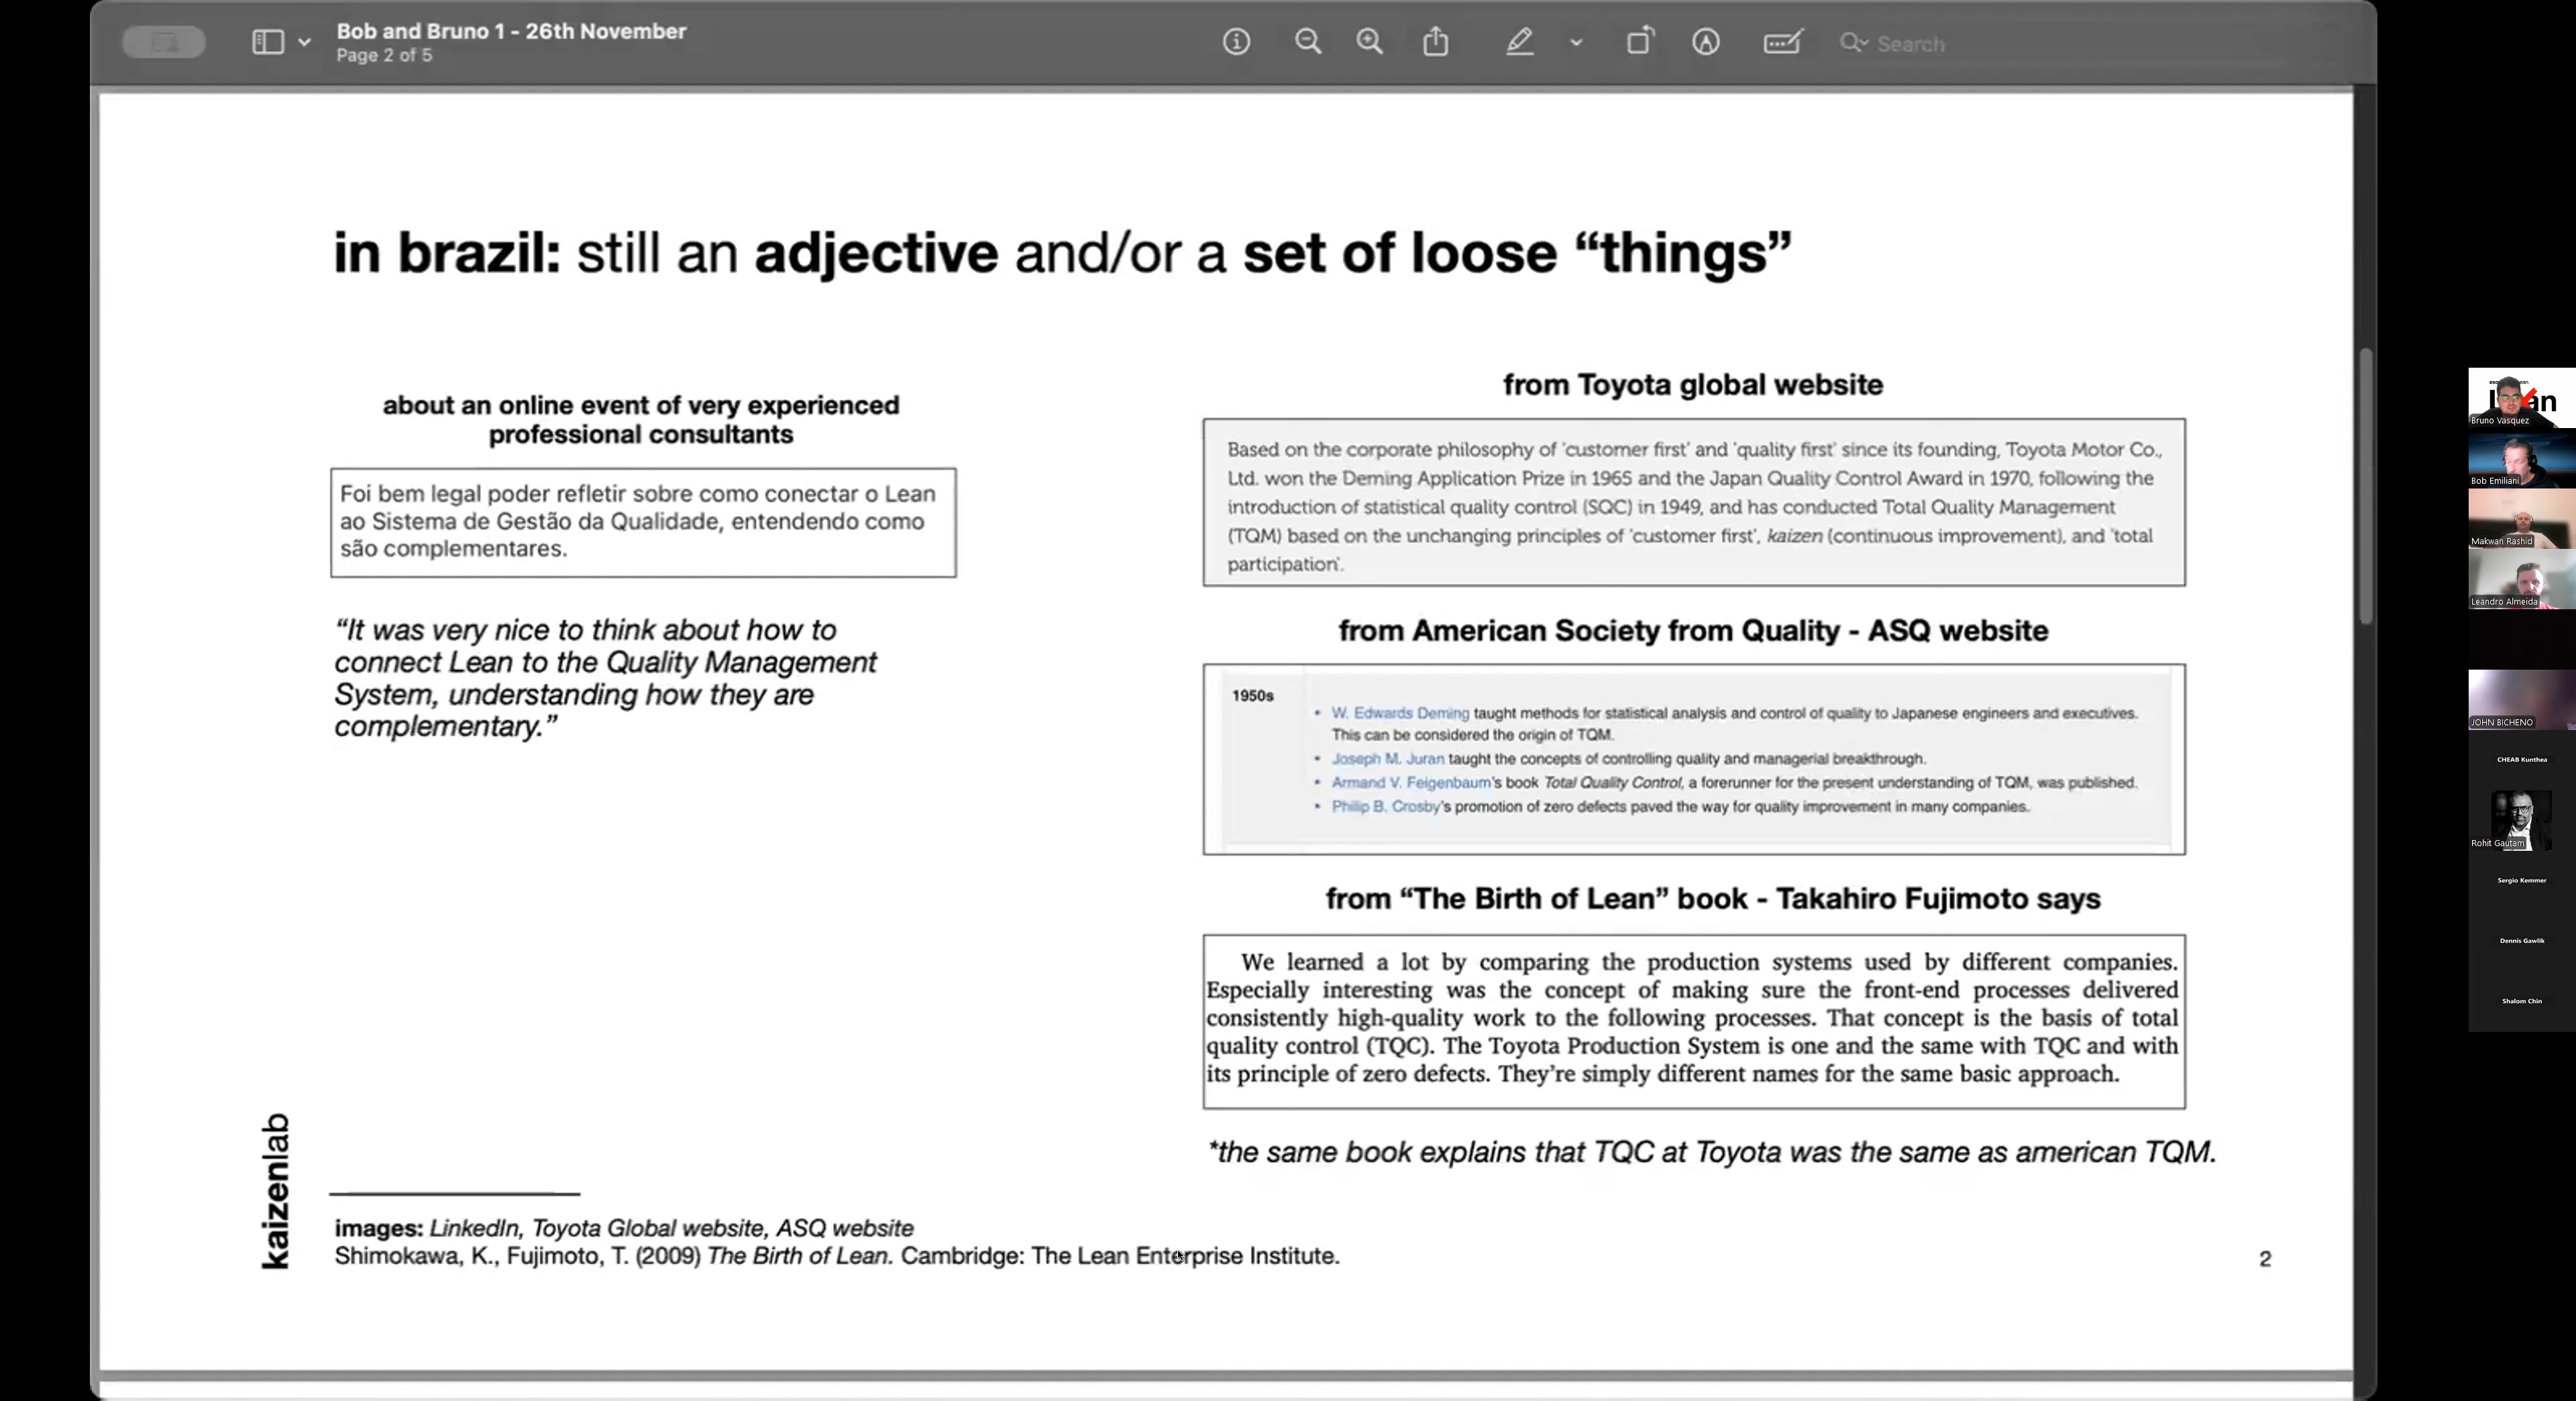 Bob and Bruno 1 - 26th November
Page 2 of 5
Search
in brazil: still an adjective and/or a set of loose “things”
about an online event of very experienced
professional consultants
Foi bem legal poder refletir sobre como conectar o Lean
ao Sistema de Gestão da Qualidade, entendendo como
são complementares.
“It was very nice to think about how to
connect Lean to the Quality Management
System, understanding how they are
complementary.”
from Toyota global website
Based on the corporate philosophy of 'customer first' and 'quality first' since its founding, Toyota Motor Co.,
Ltd. won the Deming Application Prize in 1965 and the Japan Quality Control Award in 1970, following the
introduction of statistical quality control (SQC) in 1949, and has conducted Total Quality Management
(TQM) based on the unchanging principles of 'customer first', kaizen (continuous improvement), and 'total
participation'.
from American Society from Quality - ASQ website
1950s
• W. Edwards Deming taught methods for statistical analysis and control of quality to Japanese engineers and executives.
This can be considered the origin of TQM.
• Joseph M. Juran taught the concepts of controlling quality and managerial breakthrough.
• Armand V. Feigenbaum's book Total Quality Control, a forerunner for the present understanding of TQM, was published.
• Philip B. Crosby's promotion of zero defects paved the way for quality improvement in many companies.
from “The Birth of Lean” book - Takahiro Fujimoto says
We learned a lot by comparing the production systems used by different companies.
Especially interesting was the concept of making sure the front-end processes delivered
consistently high-quality work to the following processes. That concept is the basis of total
quality control (TQC). The Toyota Production System is one and the same with TQC and with
its principle of zero defects. They're simply different names for the same basic approach.
*the same book explains that TQC at Toyota was the same as american TQM.
kaizenlab
images: LinkedIn, Toyota Global website, ASQ website
Shimokawa, K., Fujimoto, T. (2009) The Birth of Lean. Cambridge: The Lean Enterprise Institute.
2
Bruno Vasquez
Bob Emiliani
Makwan Rashid
Leandro Almeida
JOHN BICHENO
CHEAB Kunthea
Rohit Gautam
Sergio Kemmer
Dennis Gawlik
Shalom Chin